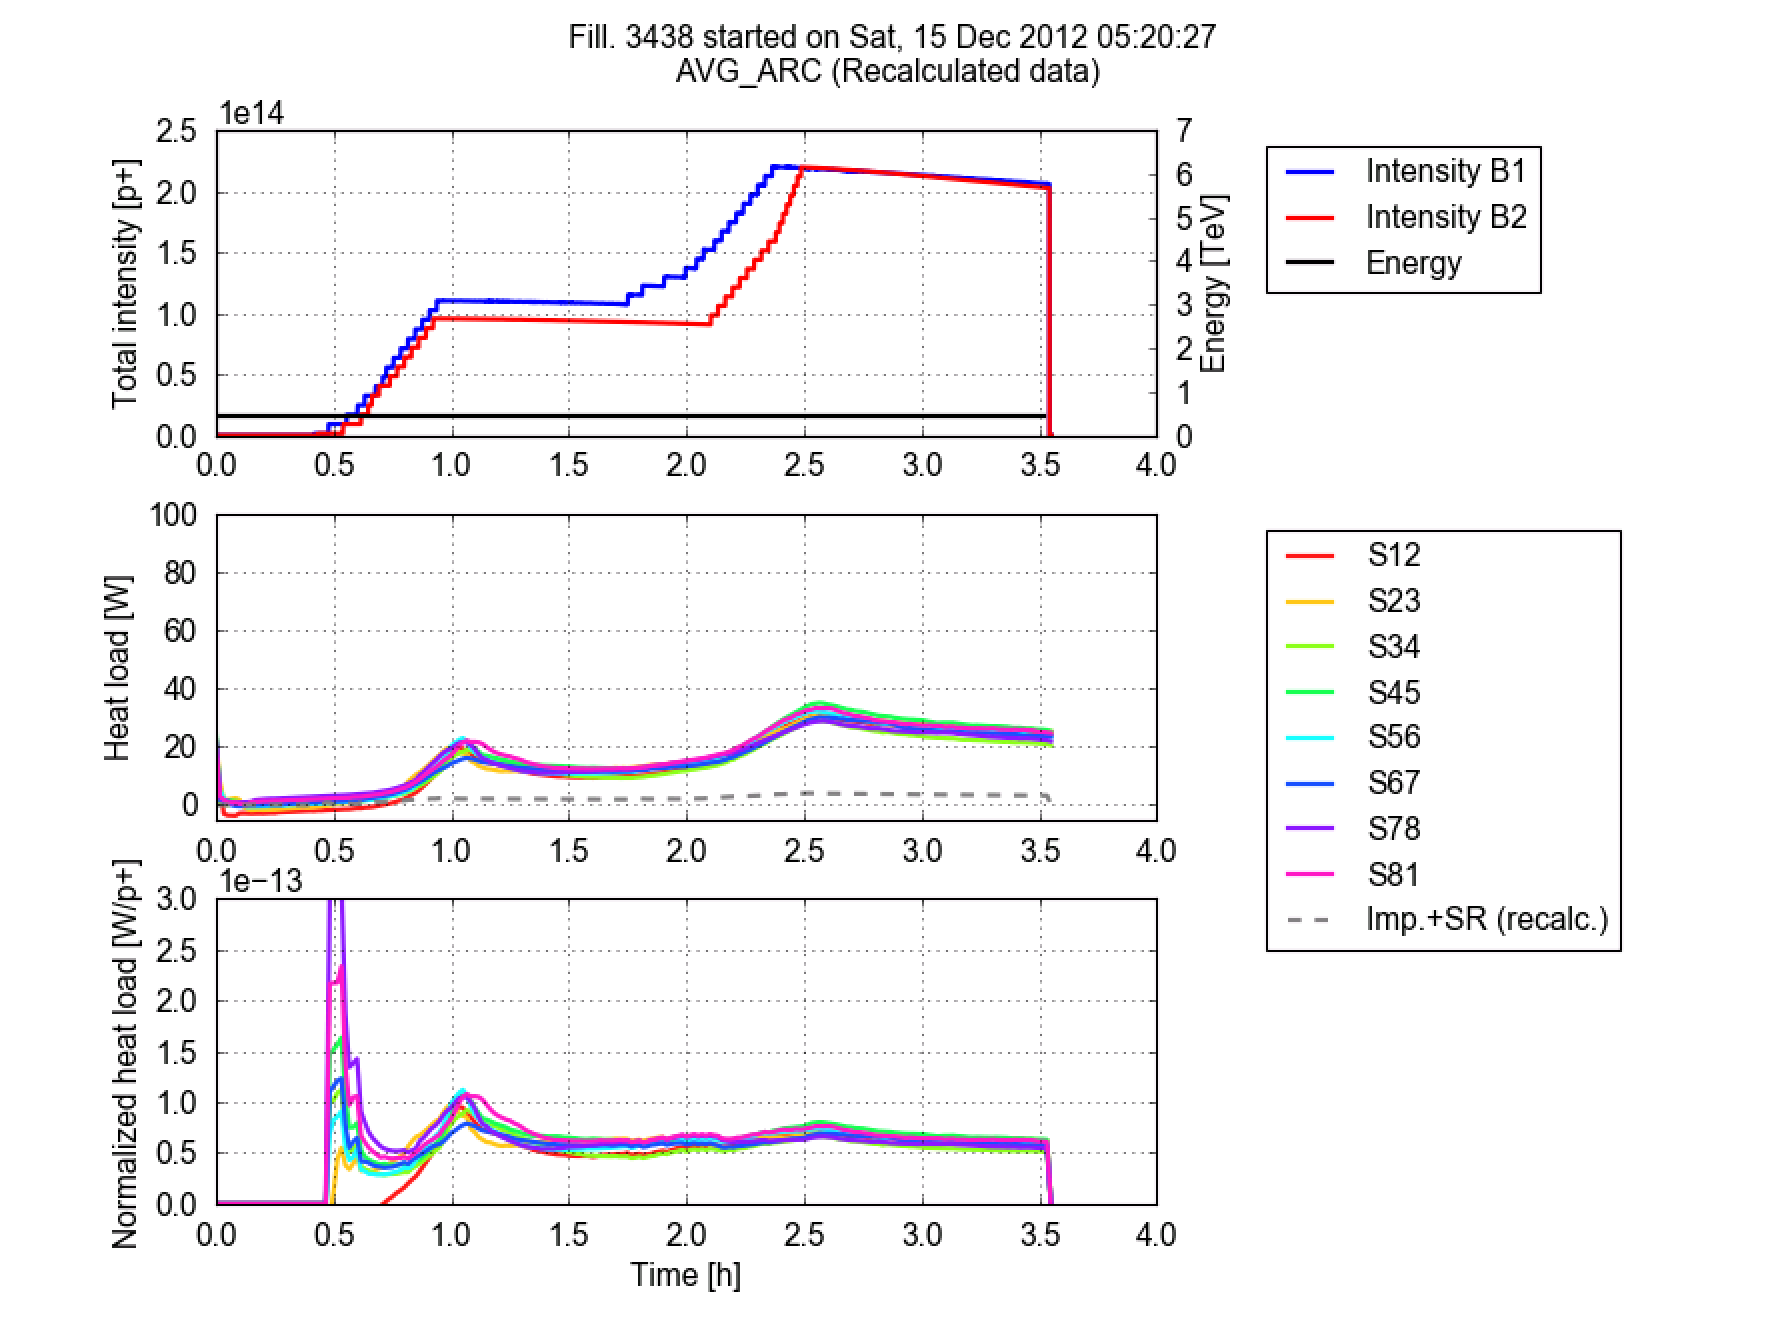 Fill. 3438 started on Sat, 15 Dec 2012 05:20:27
AVG_ARC (Recalculated data)
1e14
2.5
2.0
1.5
1.0
0.5
0.0
Total intensity [p+]
7
6
5
4
3
2
1
0
Energy [TeV]
0.0 0.5 1.0 1.5 2.0 2.5 3.0 3.5 4.0
Intensity B1
Intensity B2
Energy
100
80
60
40
20
0
Heat load [W]
0.0 0.5 1.0 1.5 2.0 2.5 3.0 3.5 4.0
S12
S23
S34
S45
S56
S67
S78
S81
Imp.+SR (recalc.)
1e−13
3.0
2.5
2.0
1.5
1.0
0.5
0.0
Normalized heat load [W/p+]
0.0 0.5 1.0 1.5 2.0 2.5 3.0 3.5 4.0
Time [h]